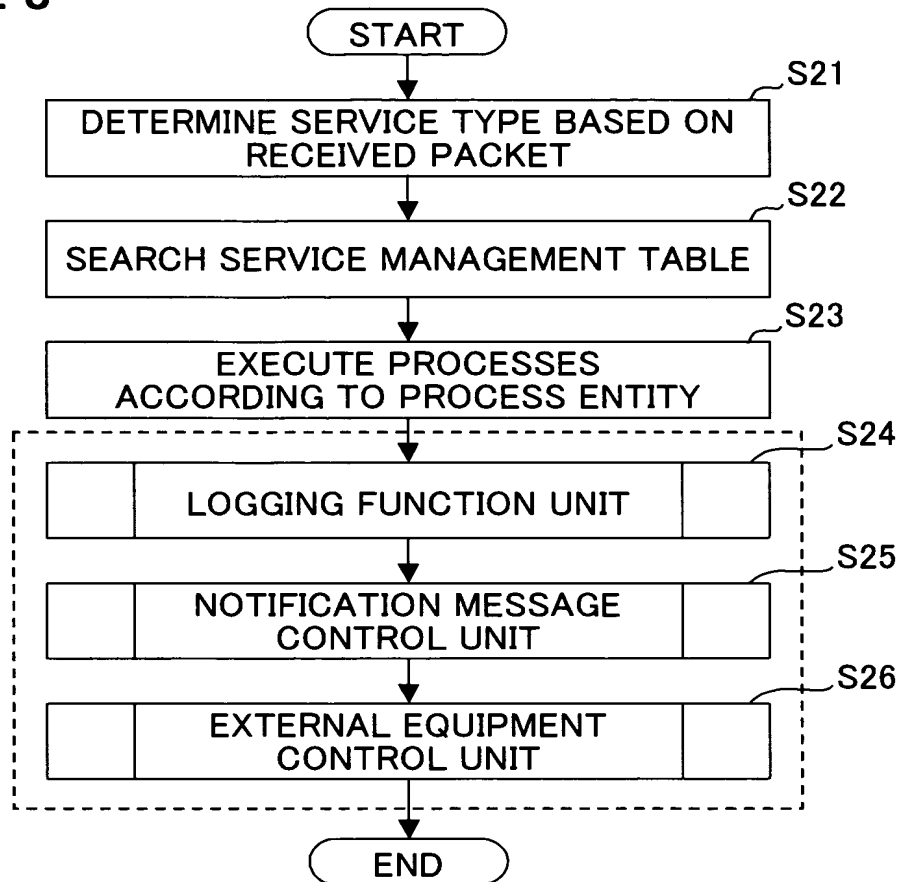 START
S21
DETERMINE SERVICE TYPE BASED ON
RECEIVED PACKET
S22
SEARCH SERVICE MANAGEMENT TABLE
S23
EXECUTE PROCESSES
ACCORDING TO PROCESS ENTITY
S24
LOGGING FUNCTION UNIT
S25
NOTIFICATION MESSAGE
CONTROL UNIT
S26
EXTERNAL EQUIPMENT
CONTROL UNIT
END